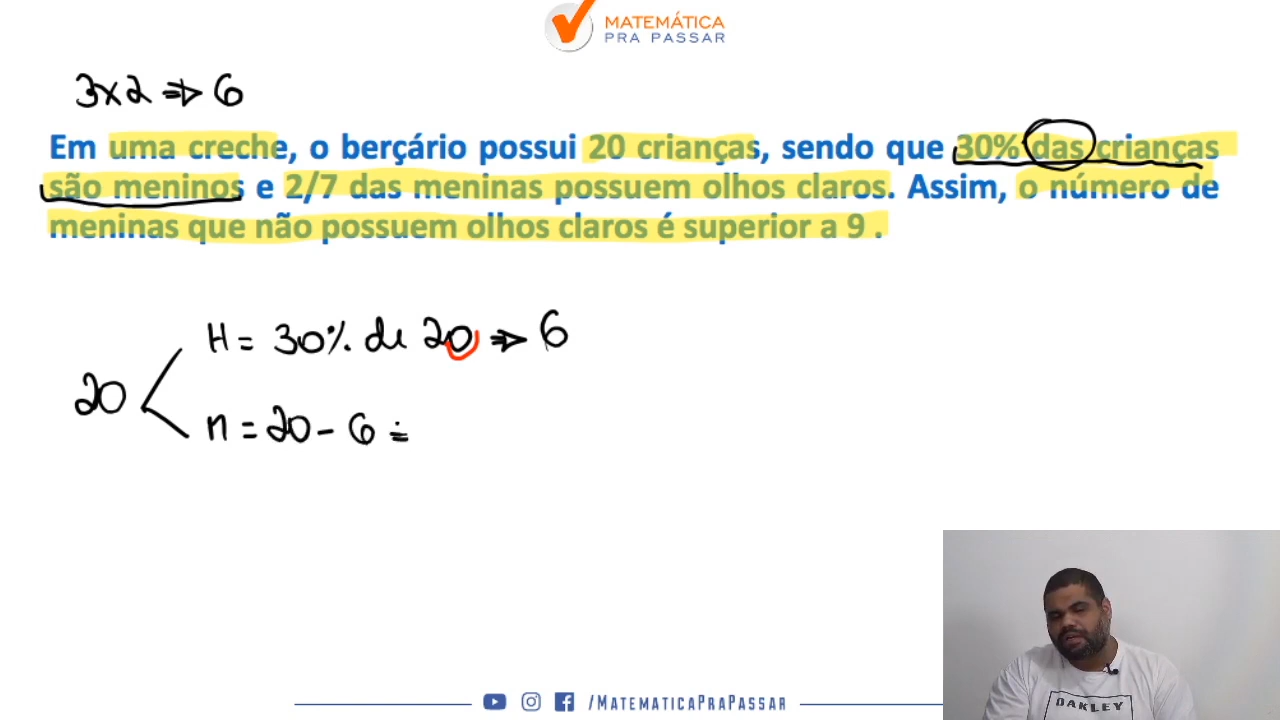 MATEMÁTICA
PRA PASSAR
3x2 ⇒ 6
Em uma creche, o berçário possui 20 crianças, sendo que 30% das crianças
são meninos e 2/7 das meninas possuem olhos claros. Assim, o número de
meninas que não possuem olhos claros é superior a 9 .
H = 30% de 20 ⇒ 6
20
M = 20 - 6 =
OAKLEY
/MATEMATICAPRAPASSAR